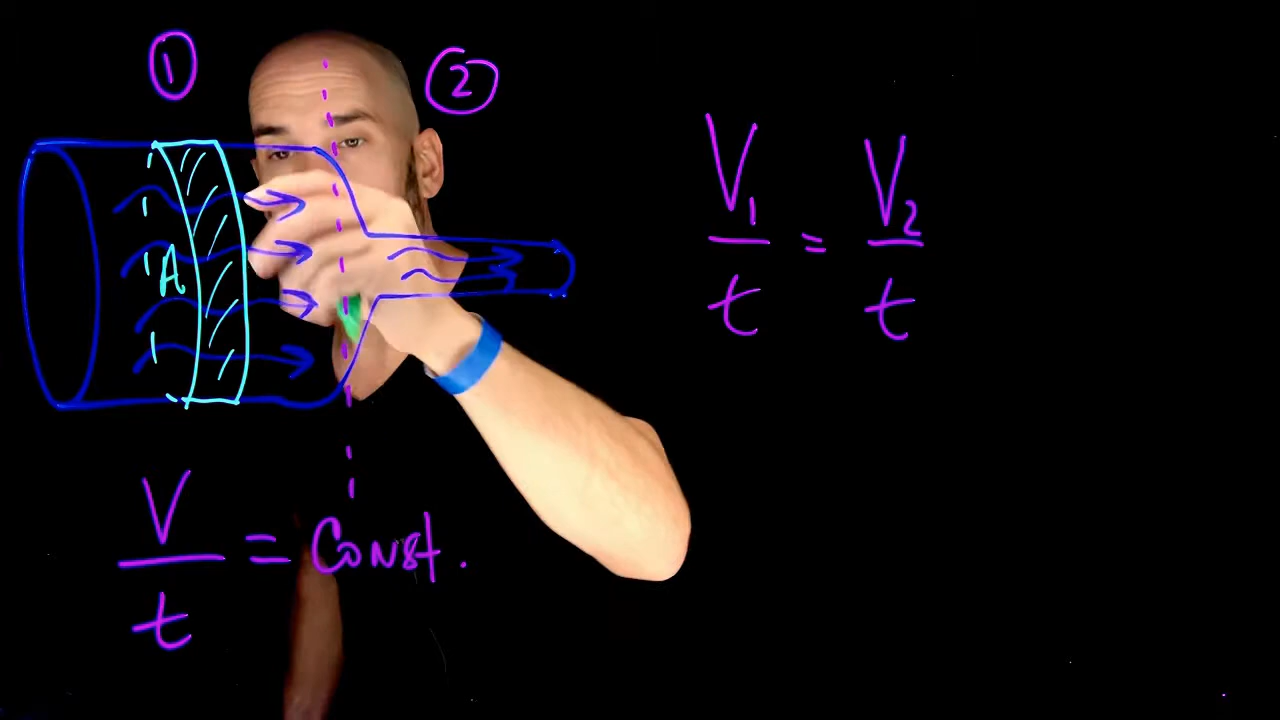 1
2
A
V
t
= Const.
V1
t
=
V2
t